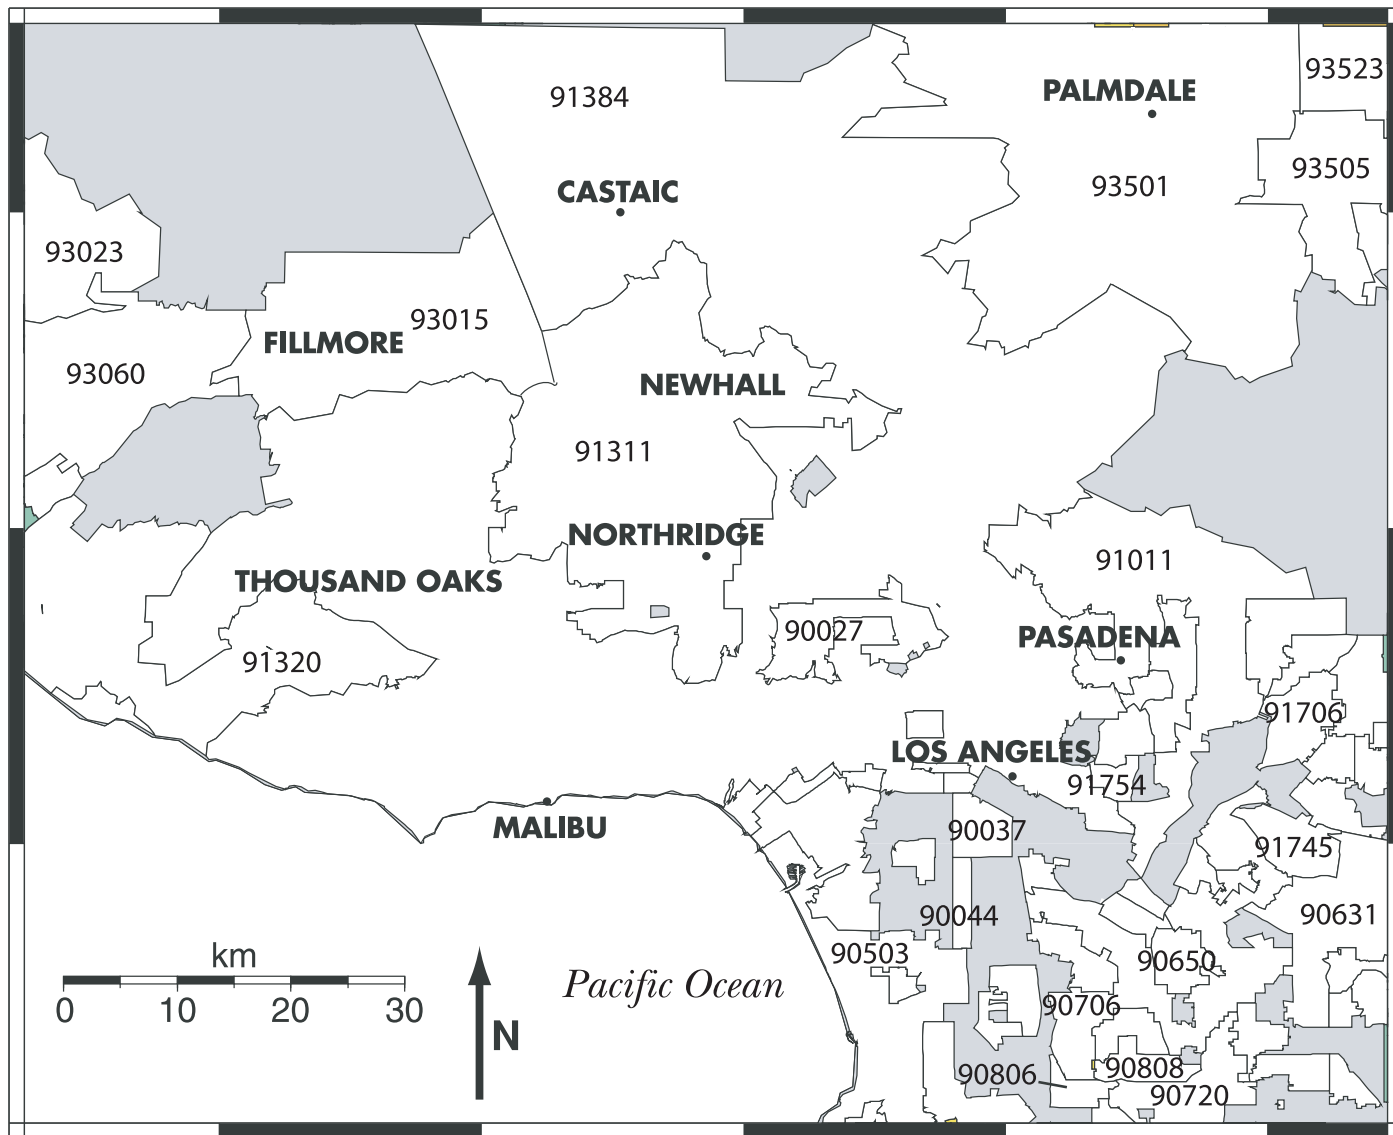 93523
91384
PALMDALE
93505
93501
CASTAIC
93023
93015
FILLMORE
93060
NEWHALL
91311
NORTHRIDGE
91011
THOUSAND OAKS
90027
PASADENA
91320
91706
LOS ANGELES
91754
MALIBU
90037
91745
90044
90631
90503
90650
km
Pacific Ocean
90706
0 10 20 30
N
90806
90808
90720